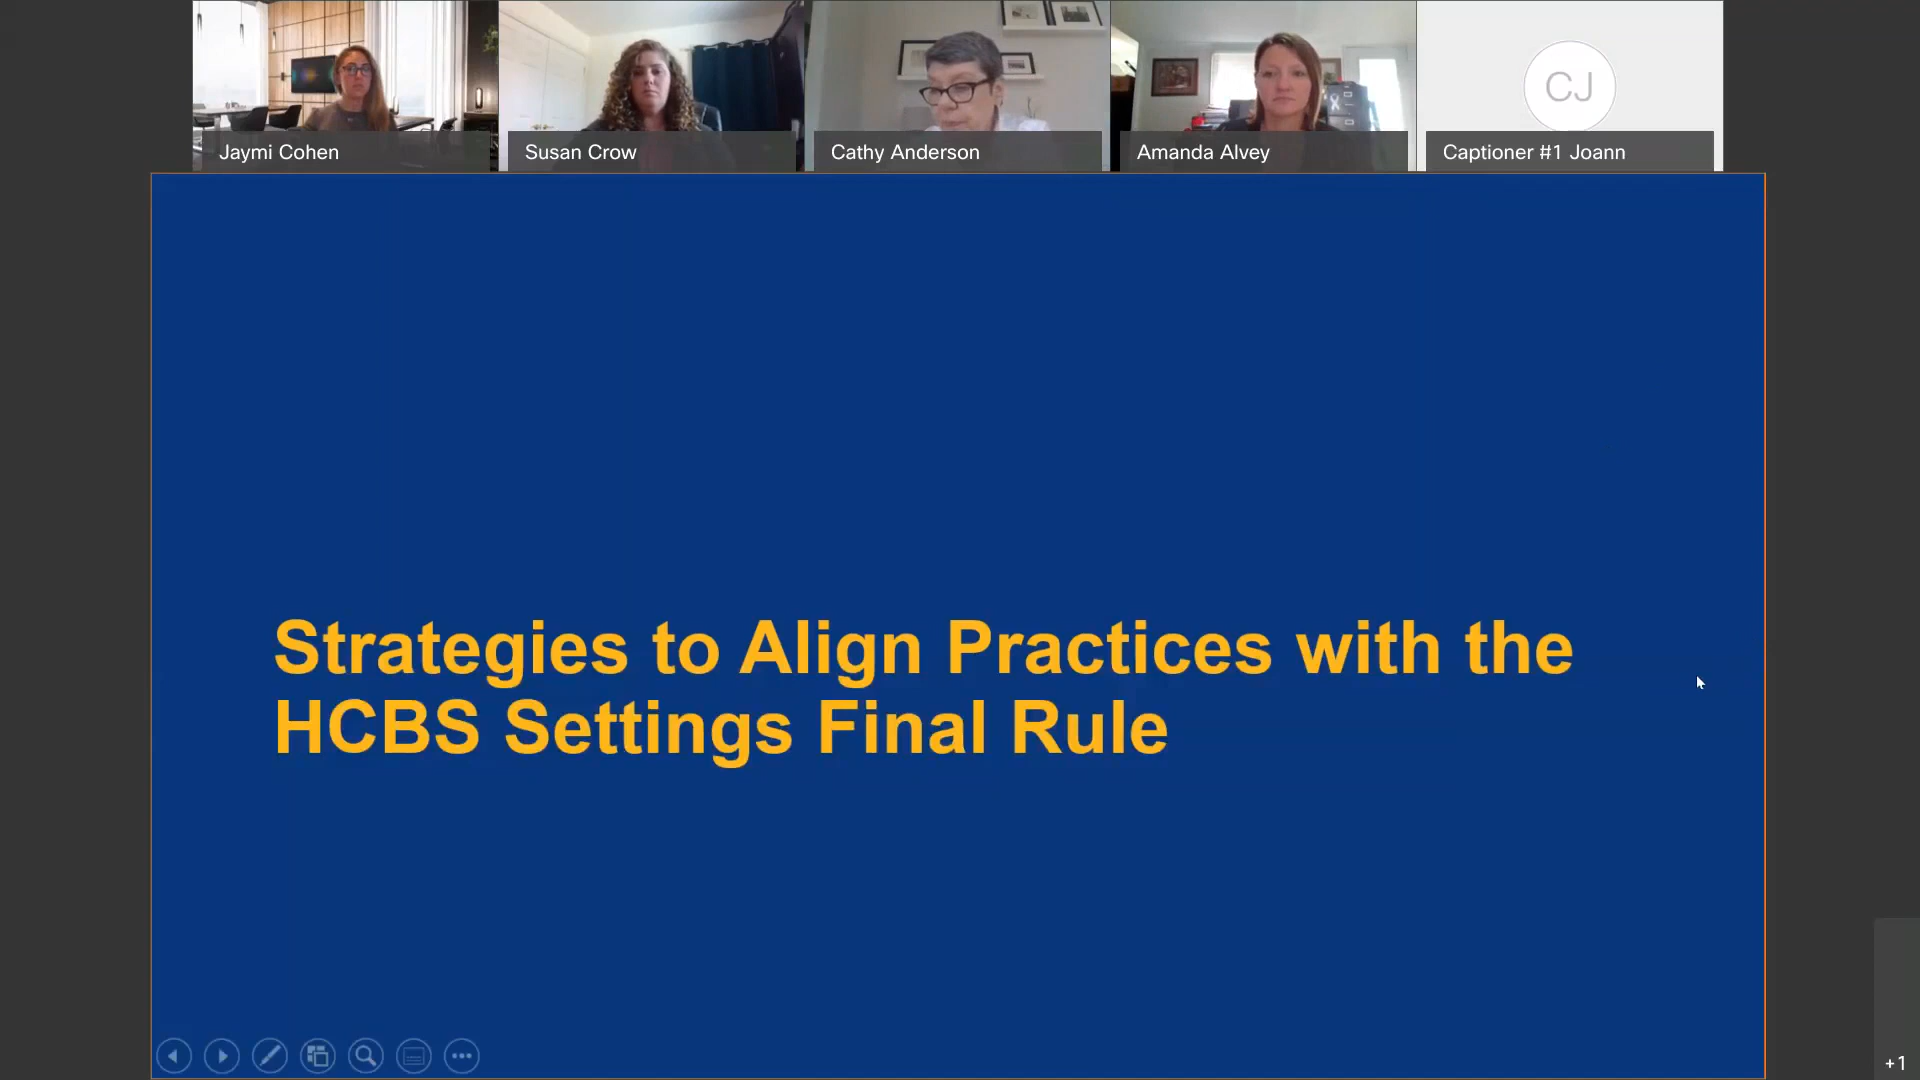 Jaymi Cohen
Susan Crow
Cathy Anderson
Amanda Alvey
CJ
Captioner #1 Joann
Strategies to Align Practices with the
HCBS Settings Final Rule
+1